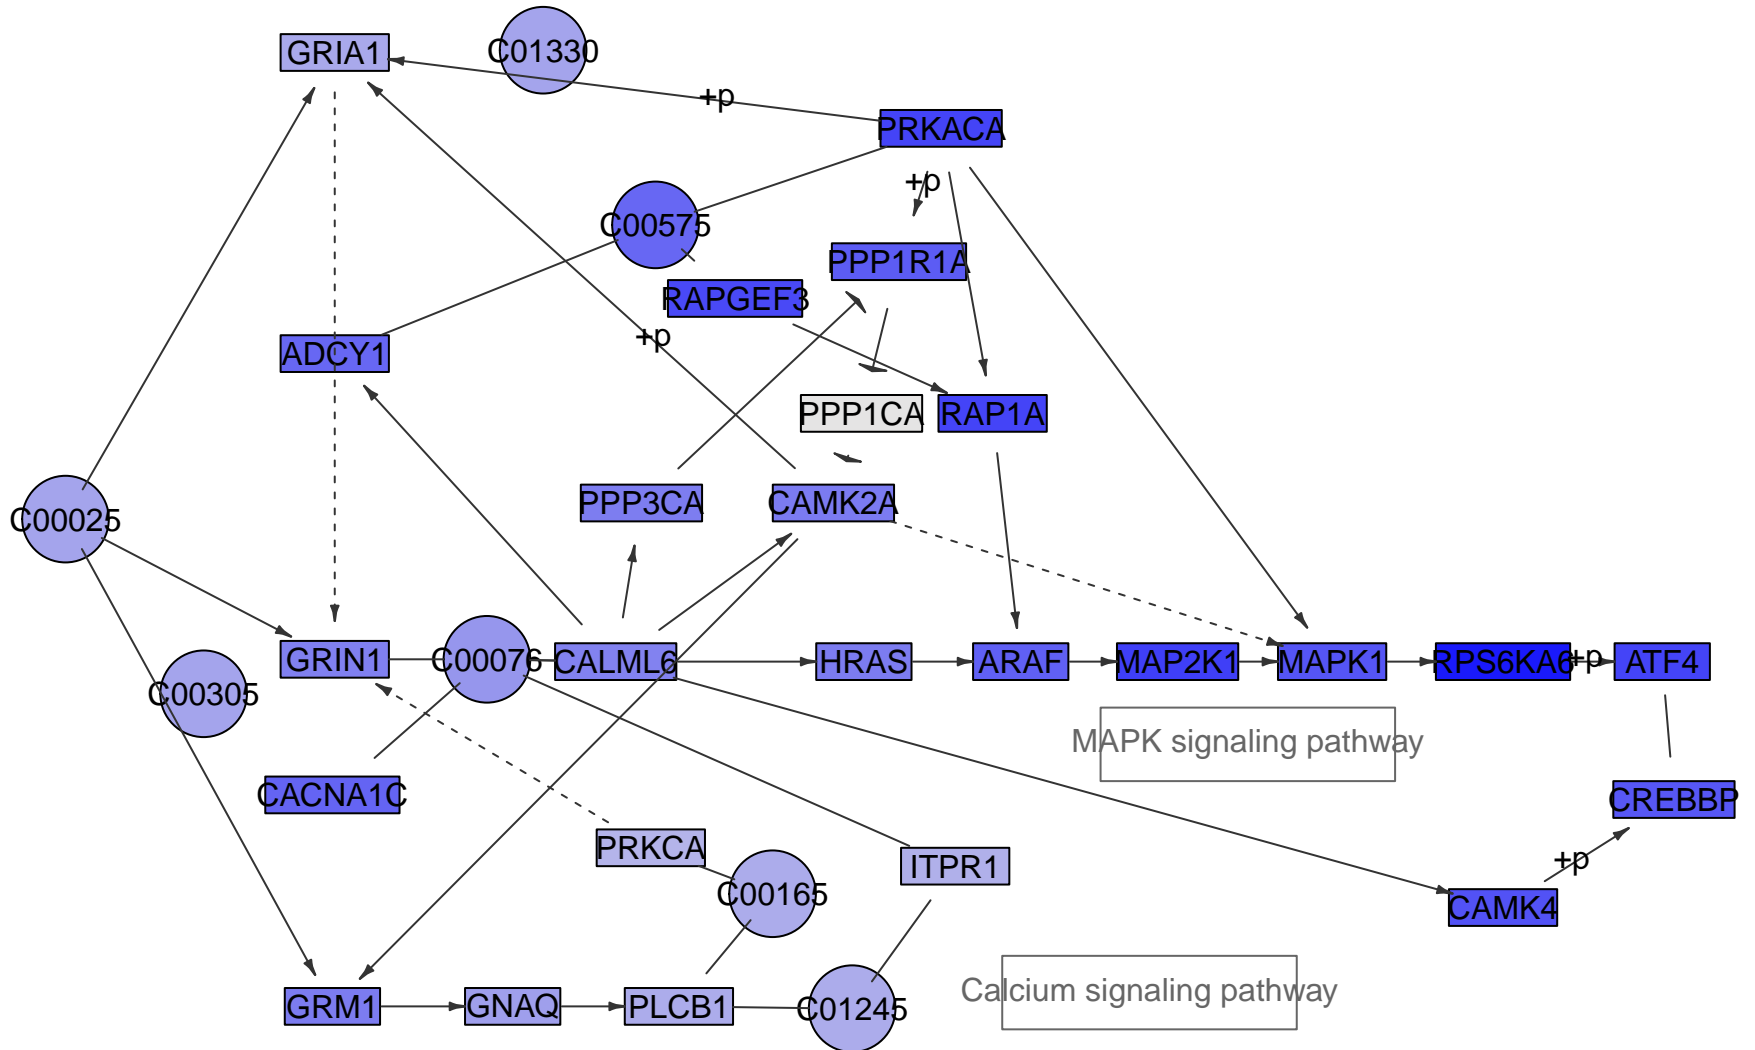 GRIA1
C01330
+p
PRKACA
+p
C00575
PPP1R1A
RAPGEF3
+p
ADCY1
PPP1CA
RAP1A
PPP3CA
CAMK2A
C00025
GRIN1
C00076
CALML6
HRAS
ARAF
MAP2K1
MAPK1
RPS6KA6
+p
ATF4
C00305
MAPK signaling pathway
CACNA1C
CREBBP
PRKCA
ITPR1
+p
C00165
CAMK4
Calcium signaling pathway
GRM1
GNAQ
PLCB1
C01245